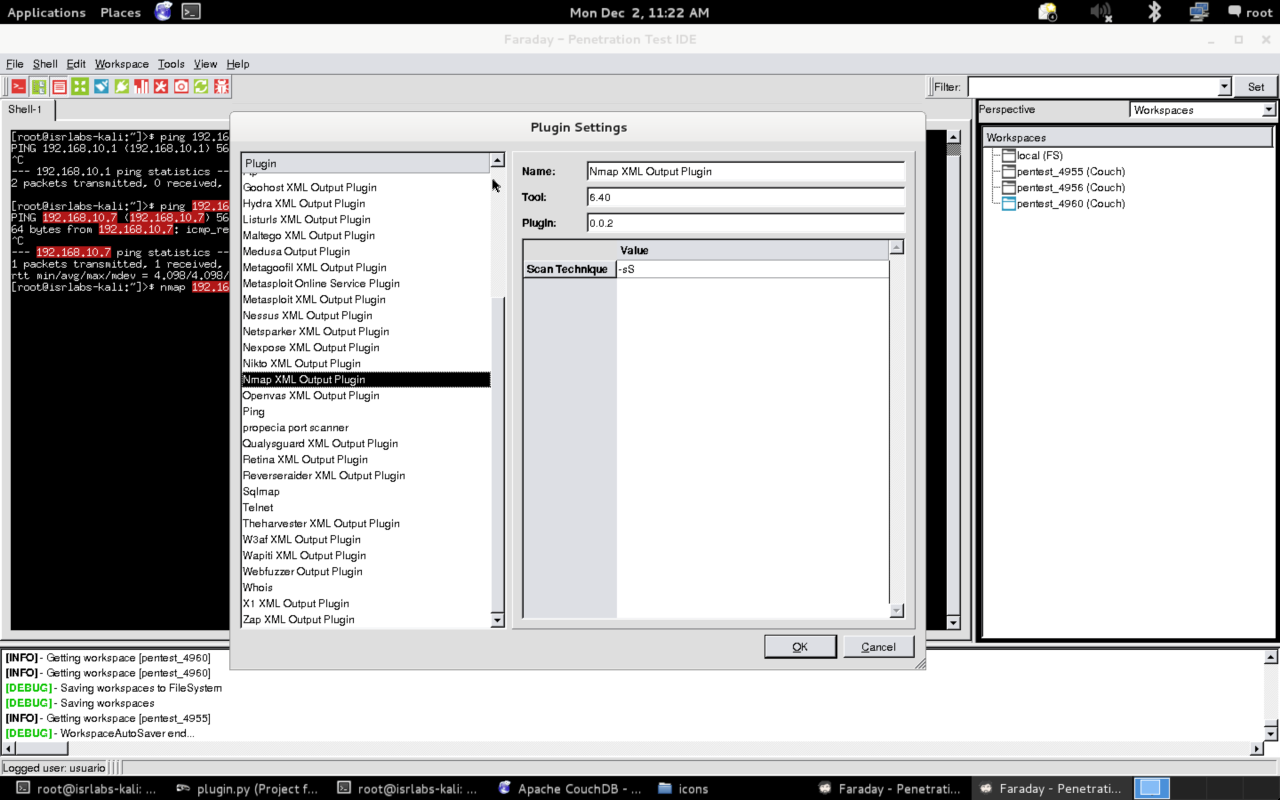 Applications Places Mon Dec 2, 11:22 AM root
Faraday - Penetration Test IDE
File Shell Edit Workspace Tools View Help
Filter: Set
Shell-1
Perspective Workspaces
[root@isrlabs-kali:~]>$ ping 192.16
PING 192.168.10.1 (192.168.10.1) 56
^C
--- 192.168.10.1 ping statistics --
2 packets transmitted, 0 received,
[root@isrlabs-kali:~]>$ ping 192.16
PING 192.168.10.7 (192.168.10.7) 56
64 bytes from 192.168.10.7: icmp_re
^C
--- 192.168.10.7 ping statistics --
1 packets transmitted, 1 received,
rtt min/avg/max/mdev = 4.098/4.098/
[root@isrlabs-kali:~]>$ nmap 192.16
Plugin Settings
Plugin
Goohost XML Output Plugin
Hydra XML Output Plugin
Listurls XML Output Plugin
Maltego XML Output Plugin
Medusa Output Plugin
Metagoofil XML Output Plugin
Metasploit Online Service Plugin
Metasploit XML Output Plugin
Nessus XML Output Plugin
Netsparker XML Output Plugin
Nexpose XML Output Plugin
Nikto XML Output Plugin
Nmap XML Output Plugin
Openvas XML Output Plugin
Ping
propecia port scanner
Qualysguard XML Output Plugin
Retina XML Output Plugin
Reverseraider XML Output Plugin
Sqlmap
Telnet
Theharvester XML Output Plugin
W3af XML Output Plugin
Wapiti XML Output Plugin
Webfuzzer Output Plugin
Whois
X1 XML Output Plugin
Zap XML Output Plugin
Name: Nmap XML Output Plugin
Tool: 6.40
Plugin: 0.0.2
Value
Scan Technique -sS
OK Cancel
Workspaces
local (FS)
pentest_4955 (Couch)
pentest_4956 (Couch)
pentest_4960 (Couch)
[INFO] - Getting workspace [pentest_4960]
[INFO] - Getting workspace [pentest_4960]
[DEBUG] - Saving workspaces to FileSystem
[DEBUG] - Saving workspaces
[INFO] - Getting workspace [pentest_4955]
[DEBUG] - WorkspaceAutoSaver end...
Logged user: usuario
root@isrlabs-kali: ... plugin.py (Project f... root@isrlabs-kali: ... Apache CouchDB - ... icons Faraday - Penetrati... Faraday - Penetrati...